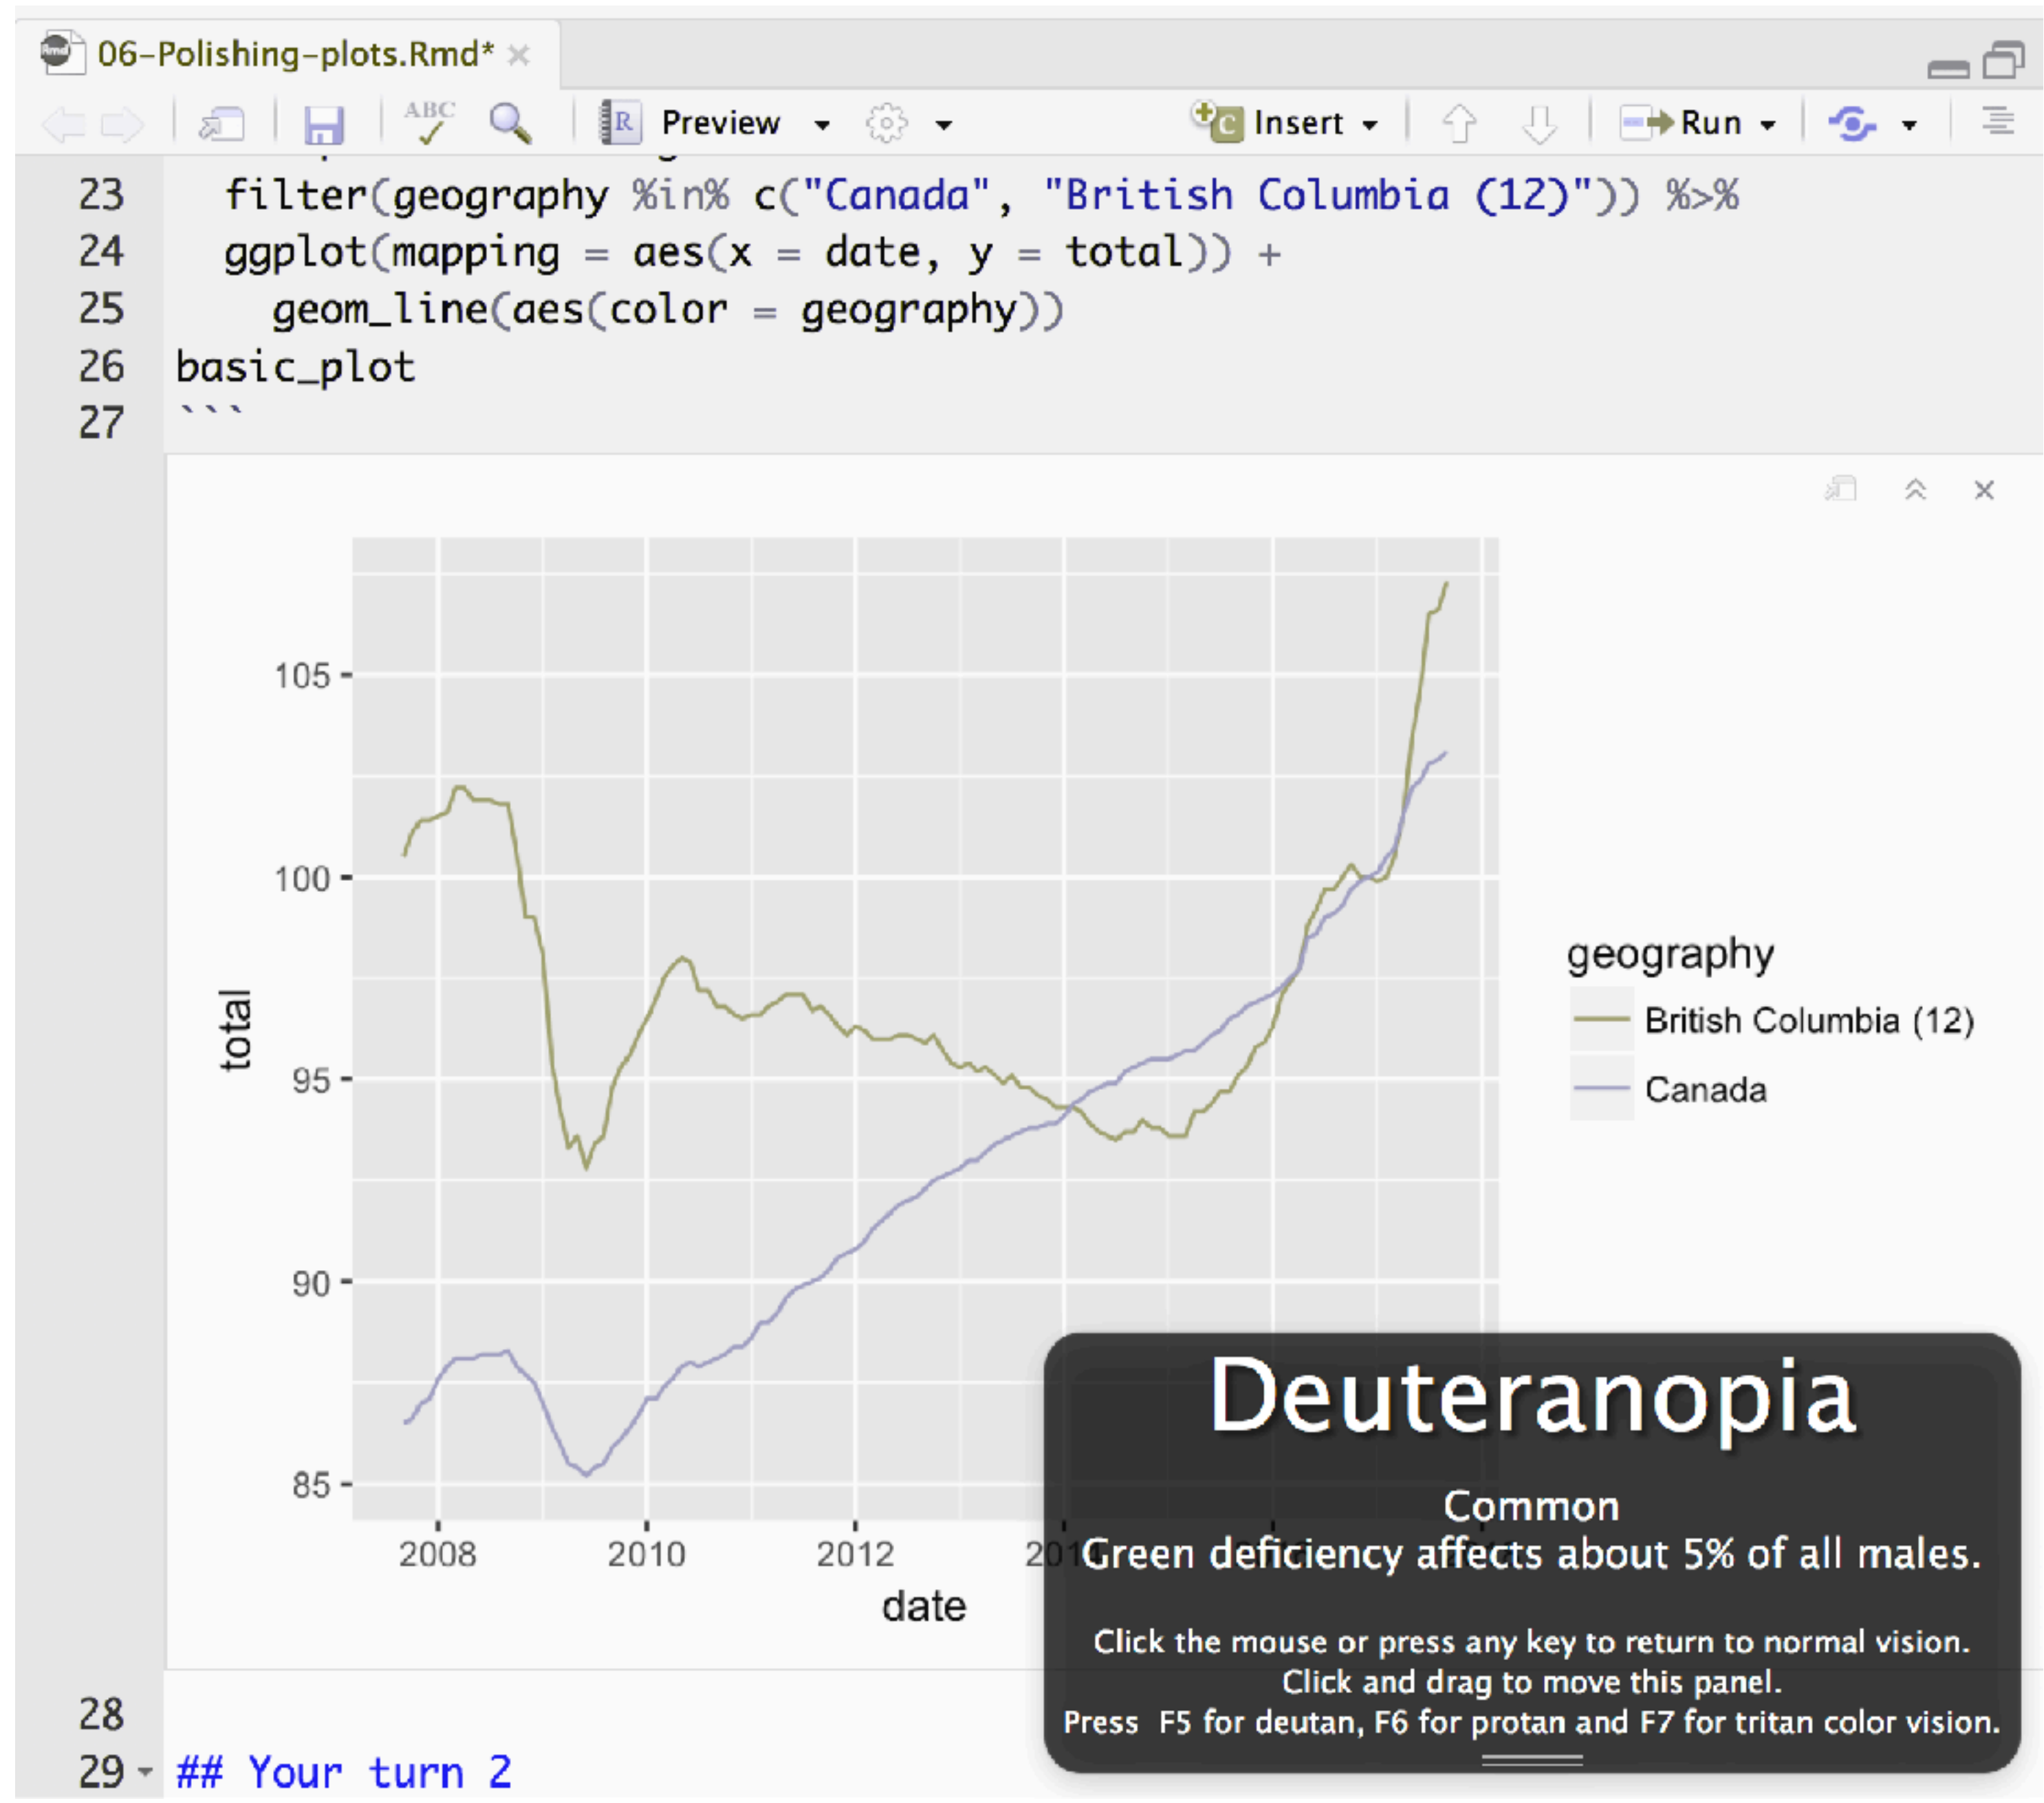 06-Polishing-plots.Rmd*
ABC
R Preview
C Insert
Run
23 filter(geography %in% c("Canada", "British Columbia (12)")) %>%
24 ggplot(mapping = aes(x = date, y = total)) +
25 geom_line(aes(color = geography))
26 basic_plot
27 ```
105
100
95
90
85
total
2008 2010 2012
date
geography
British Columbia (12)
Canada
Deuteranopia
Common
Green deficiency affects about 5% of all males.
Click the mouse or press any key to return to normal vision.
Click and drag to move this panel.
Press F5 for deutan, F6 for protan and F7 for tritan color vision.
28
29 ## Your turn 2